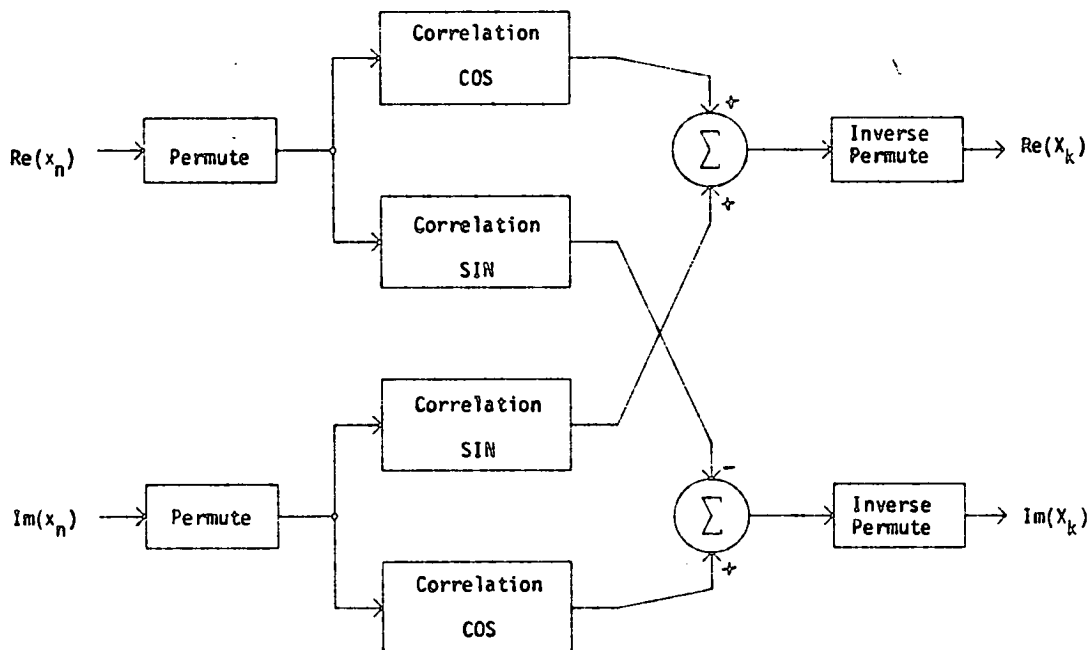 Correlation
COS
Re(x_n)
Permute
+
Σ
+
Inverse
Permute
Re(X_k)
Correlation
SIN
Correlation
SIN
Im(x_n)
Permute
-
Σ
+
Inverse
Permute
Im(X_k)
Correlation
COS